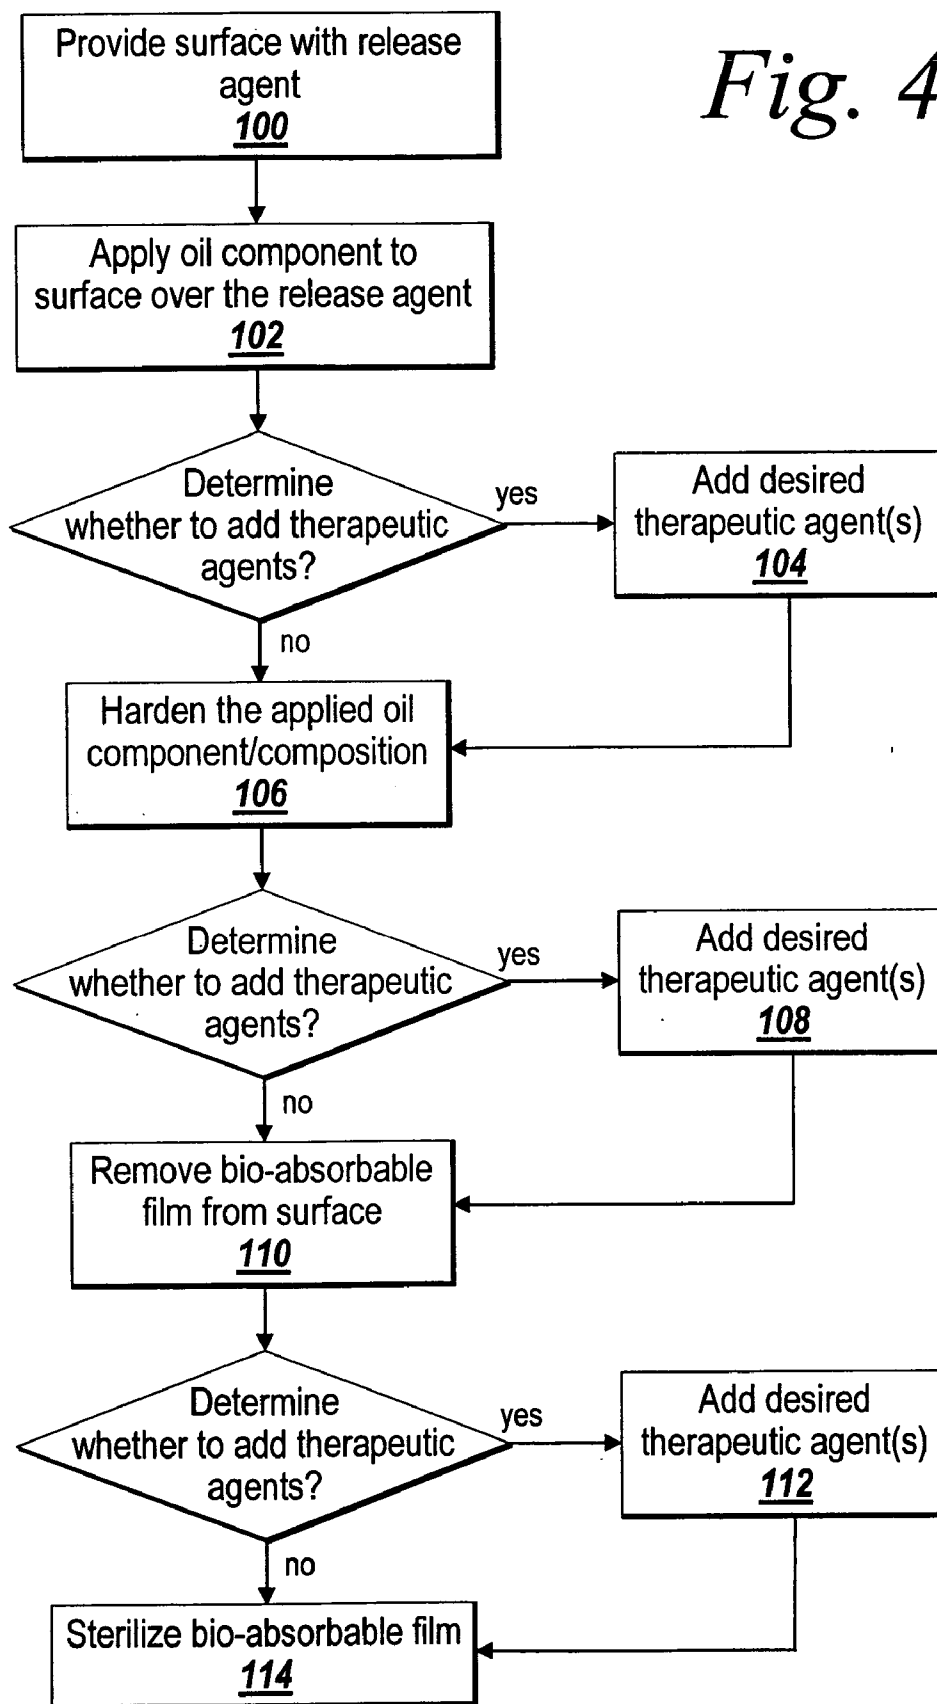 Provide surface with release
agent
100
Fig. 4
Apply oil component to
surface over the release agent
102
Determine
whether to add therapeutic
agents?
yes
Add desired
therapeutic agent(s)
104
no
Harden the applied oil
component/composition
106
Determine
whether to add therapeutic
agents?
yes
Add desired
therapeutic agent(s)
108
no
Remove bio-absorbable
film from surface
110
Determine
whether to add therapeutic
agents?
yes
Add desired
therapeutic agent(s)
112
no
Sterilize bio-absorbable film
114